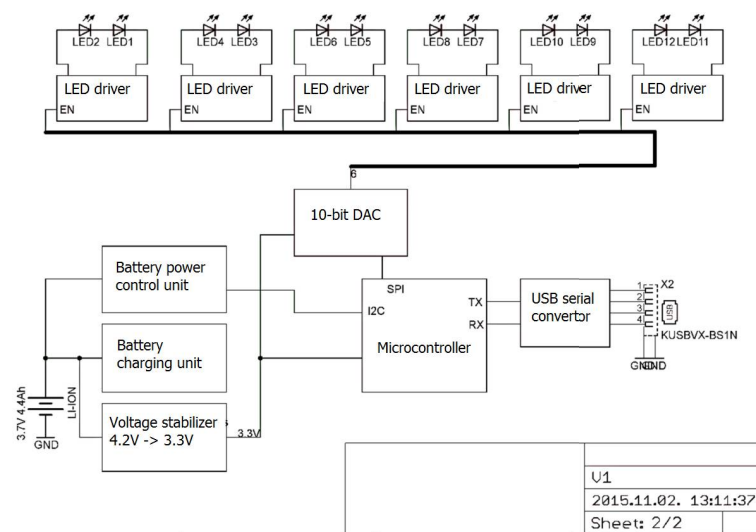 LED2 LED1 LED4 LED3 LED6 LED5 LED8 LED7 LED10 LED9 LED12 LED11
LED driver LED driver LED driver LED driver LED driver LED driver
EN EN EN EN EN EN
6
10-bit DAC
Battery power
control unit
SPI
I2C
TX
RX
Microcontroller
USB serial
convertor
1
2
3
4
X2
USB
KUSBVX-BS1N
GND
GND
Battery
charging unit
3.7V 4.4Ah
LI-ION
GND
Voltage stabilizer
4.2V -> 3.3V
3.3V
V1
2015.11.02. 13:11:37
Sheet: 2/2